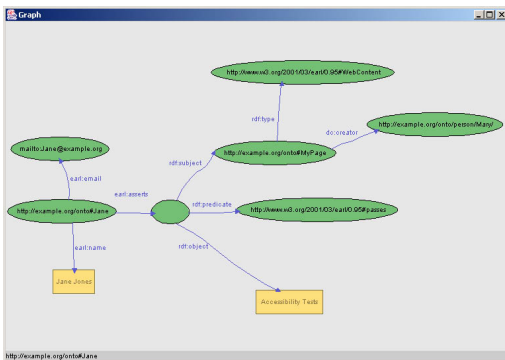 Graph
http://www.w3.org/2001/03/earl/0.95#WebContent
rdf:type
http://example.org/onto/person/Mary/
dc:creator
mailto:Jane@example.org
rdf:subject
http://example.org/onto#MyPage
earl:email
earl:asserts
http://example.org/onto#Jane
rdf:predicate
http://www.w3.org/2001/03/earl/0.95#passes
earl:name
rdf:object
Jane Jones
Accessibility Tests
http://example.org/onto#Jane